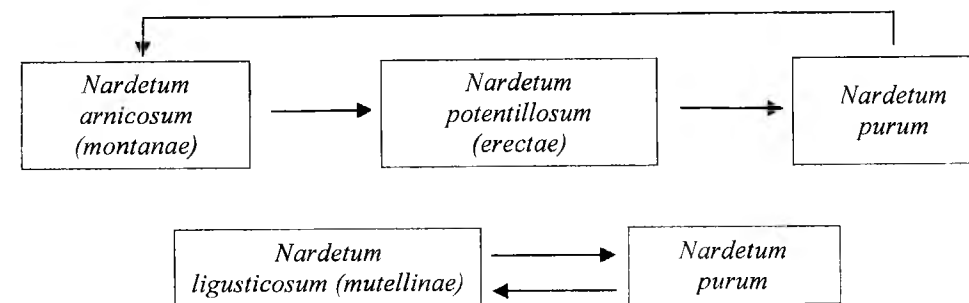 Nardetum
arnicosum
(montanae)
Nardetum
potentillosum
(erectae)
Nardetum
purum
Nardetum
ligusticosum (mutellinae)
Nardetum
purum